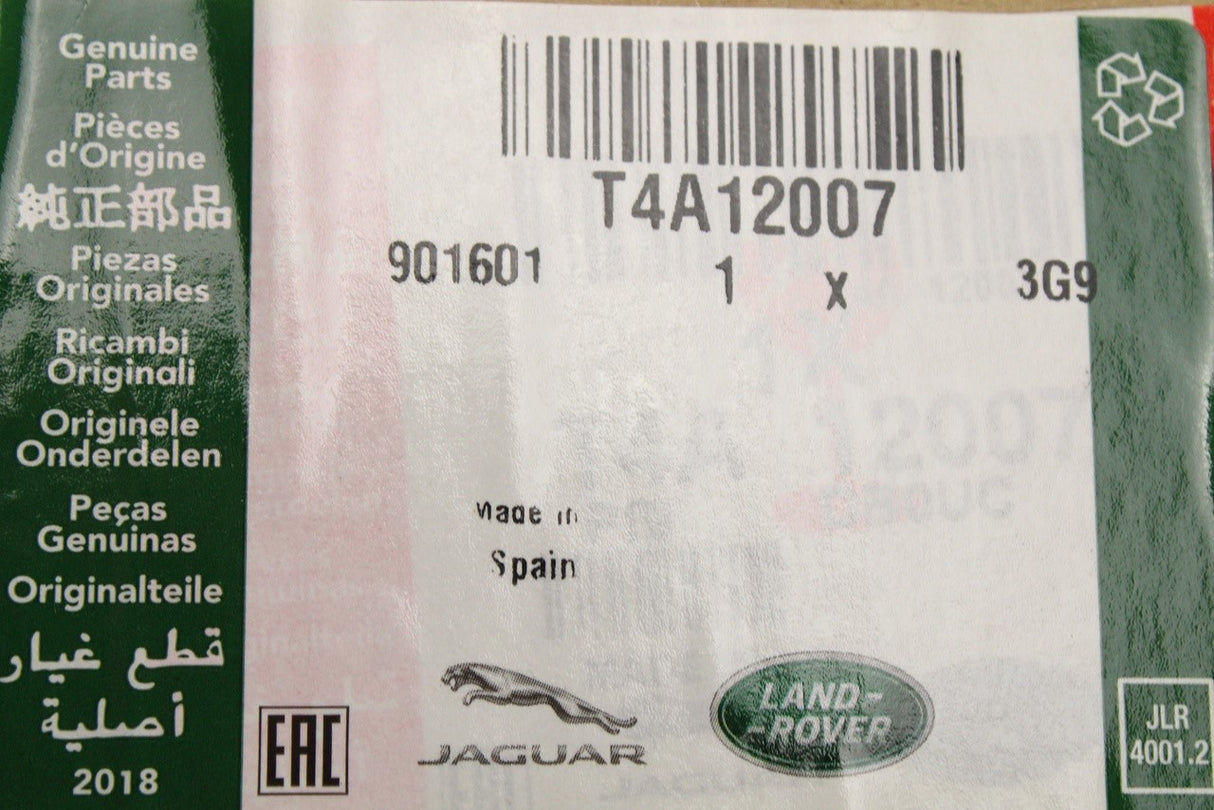 Genuine
Parts
Pièces
d'Origine
純正部品
Piezas
Originales
Ricambi
Originali
Originele
Onderdelen
Peças
Genuinas
Originalteile
قطع غيار
أصلية
2018
T4A12007
901601 1 x 3G9
Made in
Spain
EAC
JAGUAR
LAND-
-ROVER
JLR
4001.2